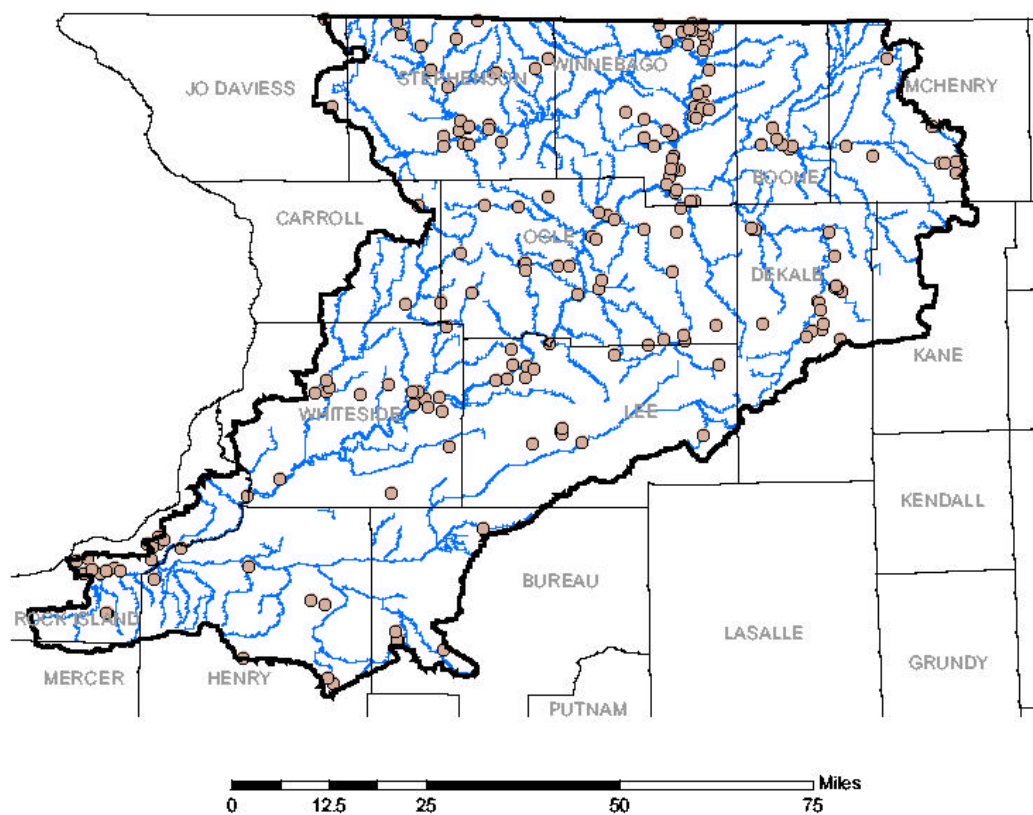 WINNEBAGO
STEPHENSON
JO DAVIESS
MCHENRY
BOONE
CARROLL
OGLE
DEKALB
KANE
WHITESIDE
LEE
KENDALL
BUREAU
ROCK ISLAND
LASALLE
GRUNDY
MERCER
HENRY
PUTNAM
Miles
0 12.5 25 50 75